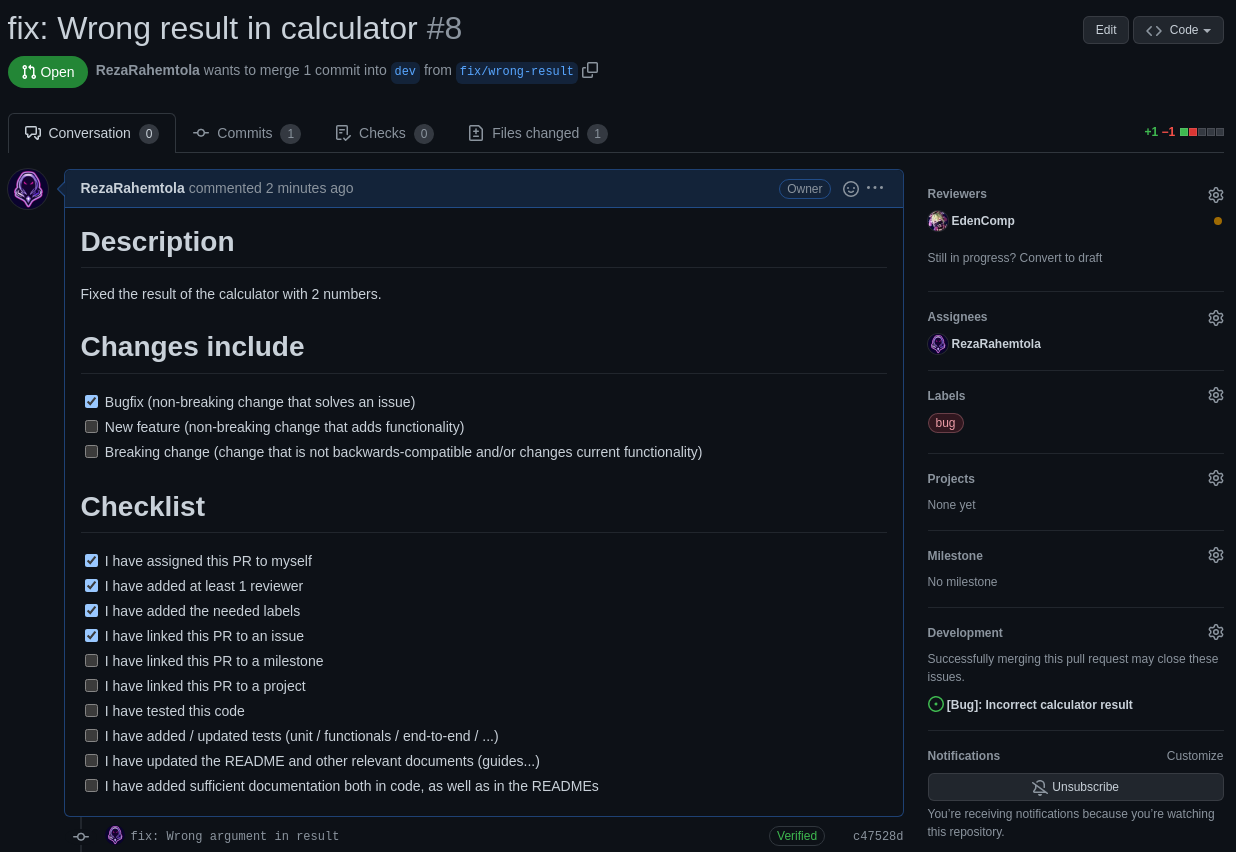 fix: Wrong result in calculator #8
Edit
Code
Open
RezaRahemtola wants to merge 1 commit into dev from fix/wrong-result
Conversation 0
Commits 1
Checks 0
Files changed 1
+1 −1
RezaRahemtola commented 2 minutes ago
Owner
Description
Fixed the result of the calculator with 2 numbers.
Changes include
Bugfix (non-breaking change that solves an issue)
New feature (non-breaking change that adds functionality)
Breaking change (change that is not backwards-compatible and/or changes current functionality)
Checklist
I have assigned this PR to myself
I have added at least 1 reviewer
I have added the needed labels
I have linked this PR to an issue
I have linked this PR to a milestone
I have linked this PR to a project
I have tested this code
I have added / updated tests (unit / functionals / end-to-end / ...)
I have updated the README and other relevant documents (guides...)
I have added sufficient documentation both in code, as well as in the READMEs
fix: Wrong argument in result
Verified
c47528d
Reviewers
EdenComp
Still in progress? Convert to draft
Assignees
RezaRahemtola
Labels
bug
Projects
None yet
Milestone
No milestone
Development
Successfully merging this pull request may close these
issues.
[Bug]: Incorrect calculator result
Notifications
Customize
Unsubscribe
You're receiving notifications because you're watching
this repository.